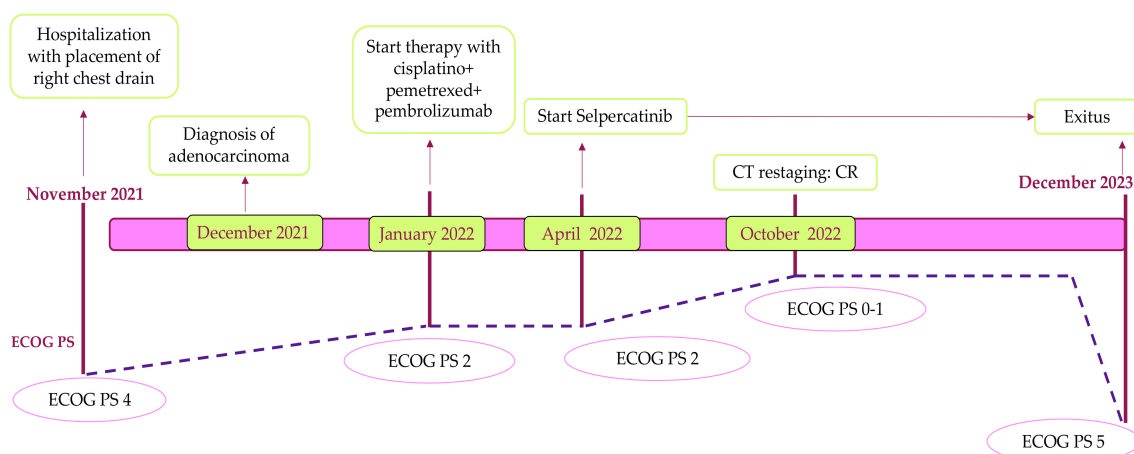 Hospitalization
with placement of
right chest drain
Diagnosis of
adenocarcinoma
Start therapy with
cisplatino+
pemetrexed+
pembrolizumab
Start Selpercatinib
Exitus
CT restaging: CR
November 2021
December 2023
December 2021
January 2022
April 2022
October 2022
ECOG PS
ECOG PS 4
ECOG PS 2
ECOG PS 2
ECOG PS 0-1
ECOG PS 5